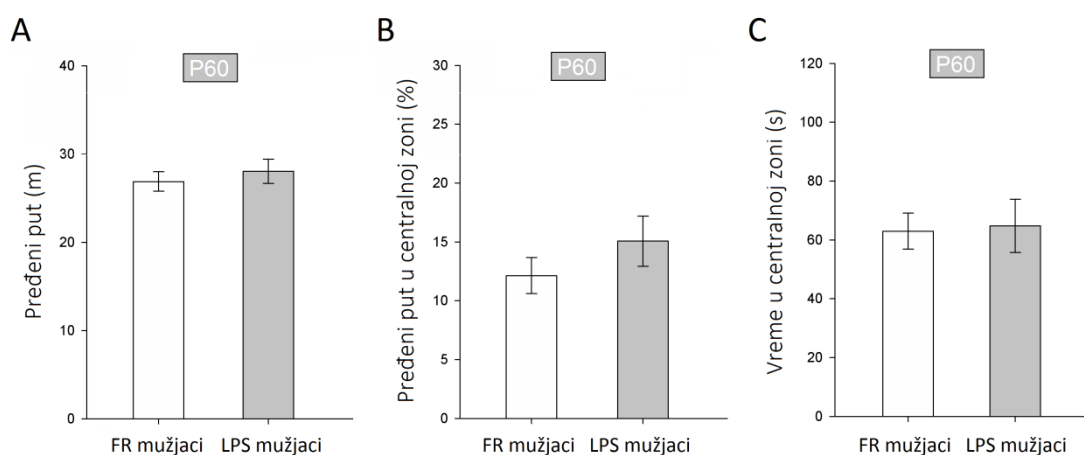 A
P60
Pređeni put (m)
40
30
20
10
0
FR mužjaci
LPS mužjaci
B
P60
Pređeni put u centralnoj zoni (%)
30
25
20
15
10
5
0
FR mužjaci
LPS mužjaci
C
P60
Vreme u centralnoj zoni (s)
120
100
80
60
40
20
0
FR mužjaci
LPS mužjaci